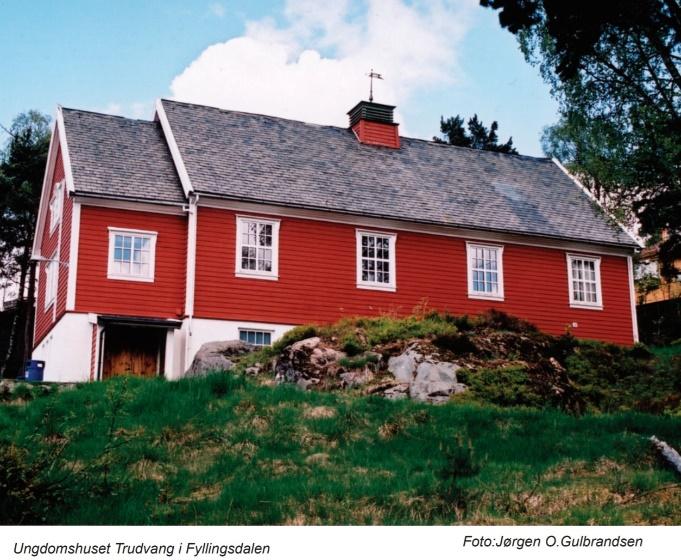 Ungdomshuset Trudvang i Fyllingsdalen
Foto:Jørgen O.Gulbrandsen